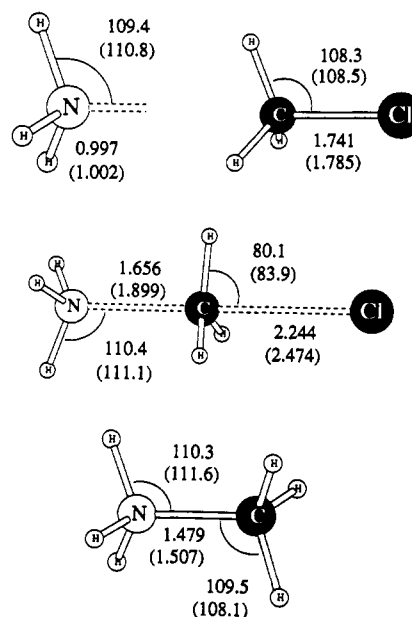 109.4
(110.8)
H
N
H
H
0.997
(1.002)
H
108.3
(108.5)
C
Cl
H
H
1.741
(1.785)
H
80.1
(83.9)
1.656
(1.899)
H
H
N
C
Cl
H
H
H
2.244
(2.474)
110.4
(111.1)
H
110.3
(111.6)
H
H
N
C
H
H
1.479
(1.507)
H
109.5
(108.1)